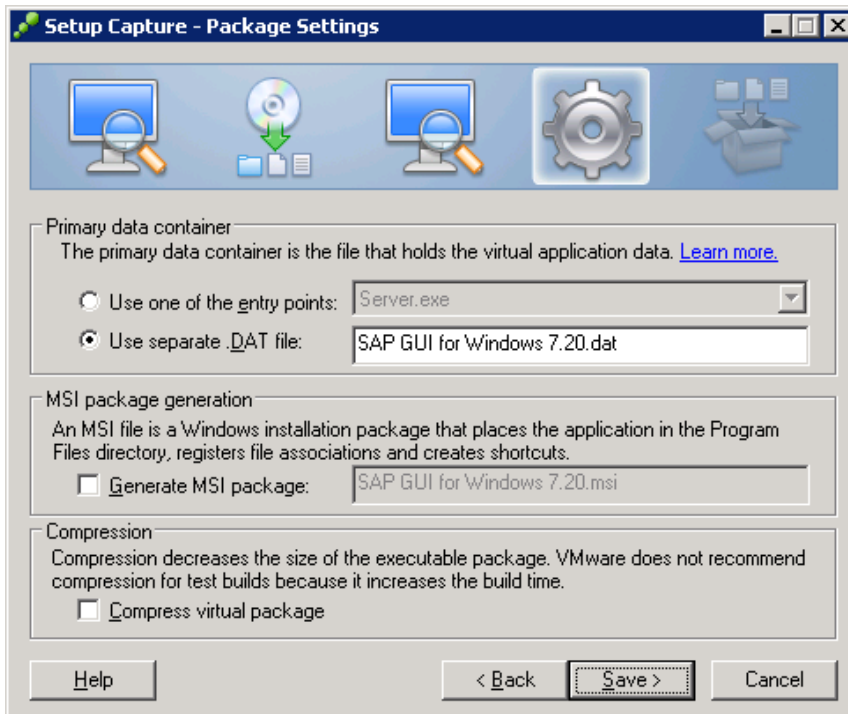 Setup Capture - Package Settings
Primary data container
The primary data container is the file that holds the virtual application data. Learn more.
Use one of the entry points: Server.exe
Use separate .DAT file: SAP GUI for Windows 7.20.dat
MSI package generation
An MSI file is a Windows installation package that places the application in the Program
Files directory, registers file associations and creates shortcuts.
Generate MSI package: SAP GUI for Windows 7.20.msi
Compression
Compression decreases the size of the executable package. VMware does not recommend
compression for test builds because it increases the build time.
Compress virtual package
Help < Back Save > Cancel